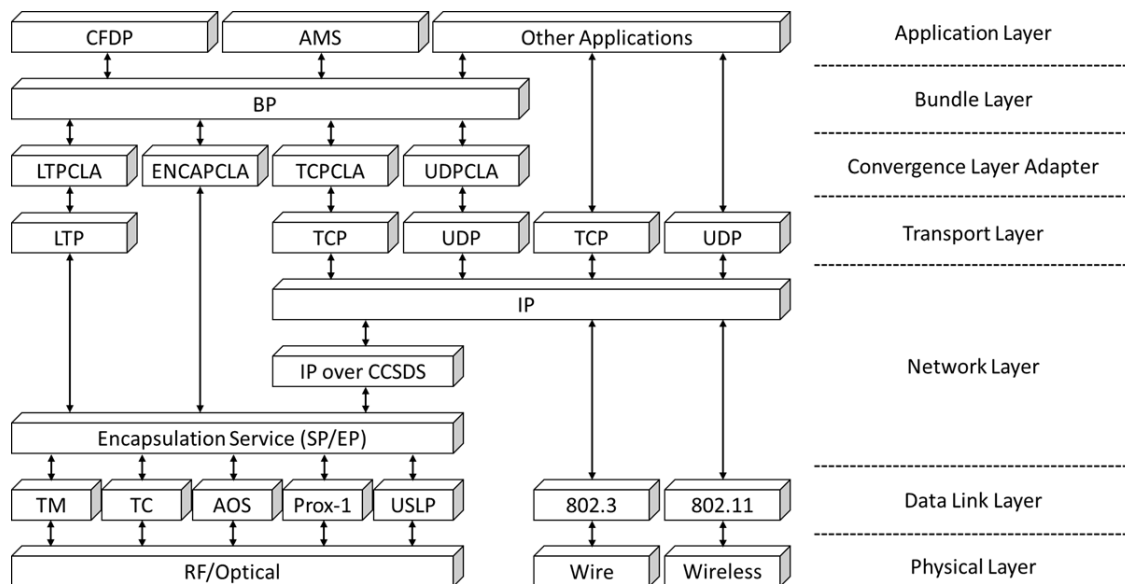 CFDP
AMS
Other Applications
Application Layer
BP
Bundle Layer
LTPCLA
ENCAPCLA
TCPCLA
UDPCLA
Convergence Layer Adapter
LTP
TCP
UDP
TCP
UDP
Transport Layer
IP
IP over CCSDS
Network Layer
Encapsulation Service (SP/EP)
TM
TC
AOS
Prox-1
USLP
802.3
802.11
Data Link Layer
RF/Optical
Wire
Wireless
Physical Layer